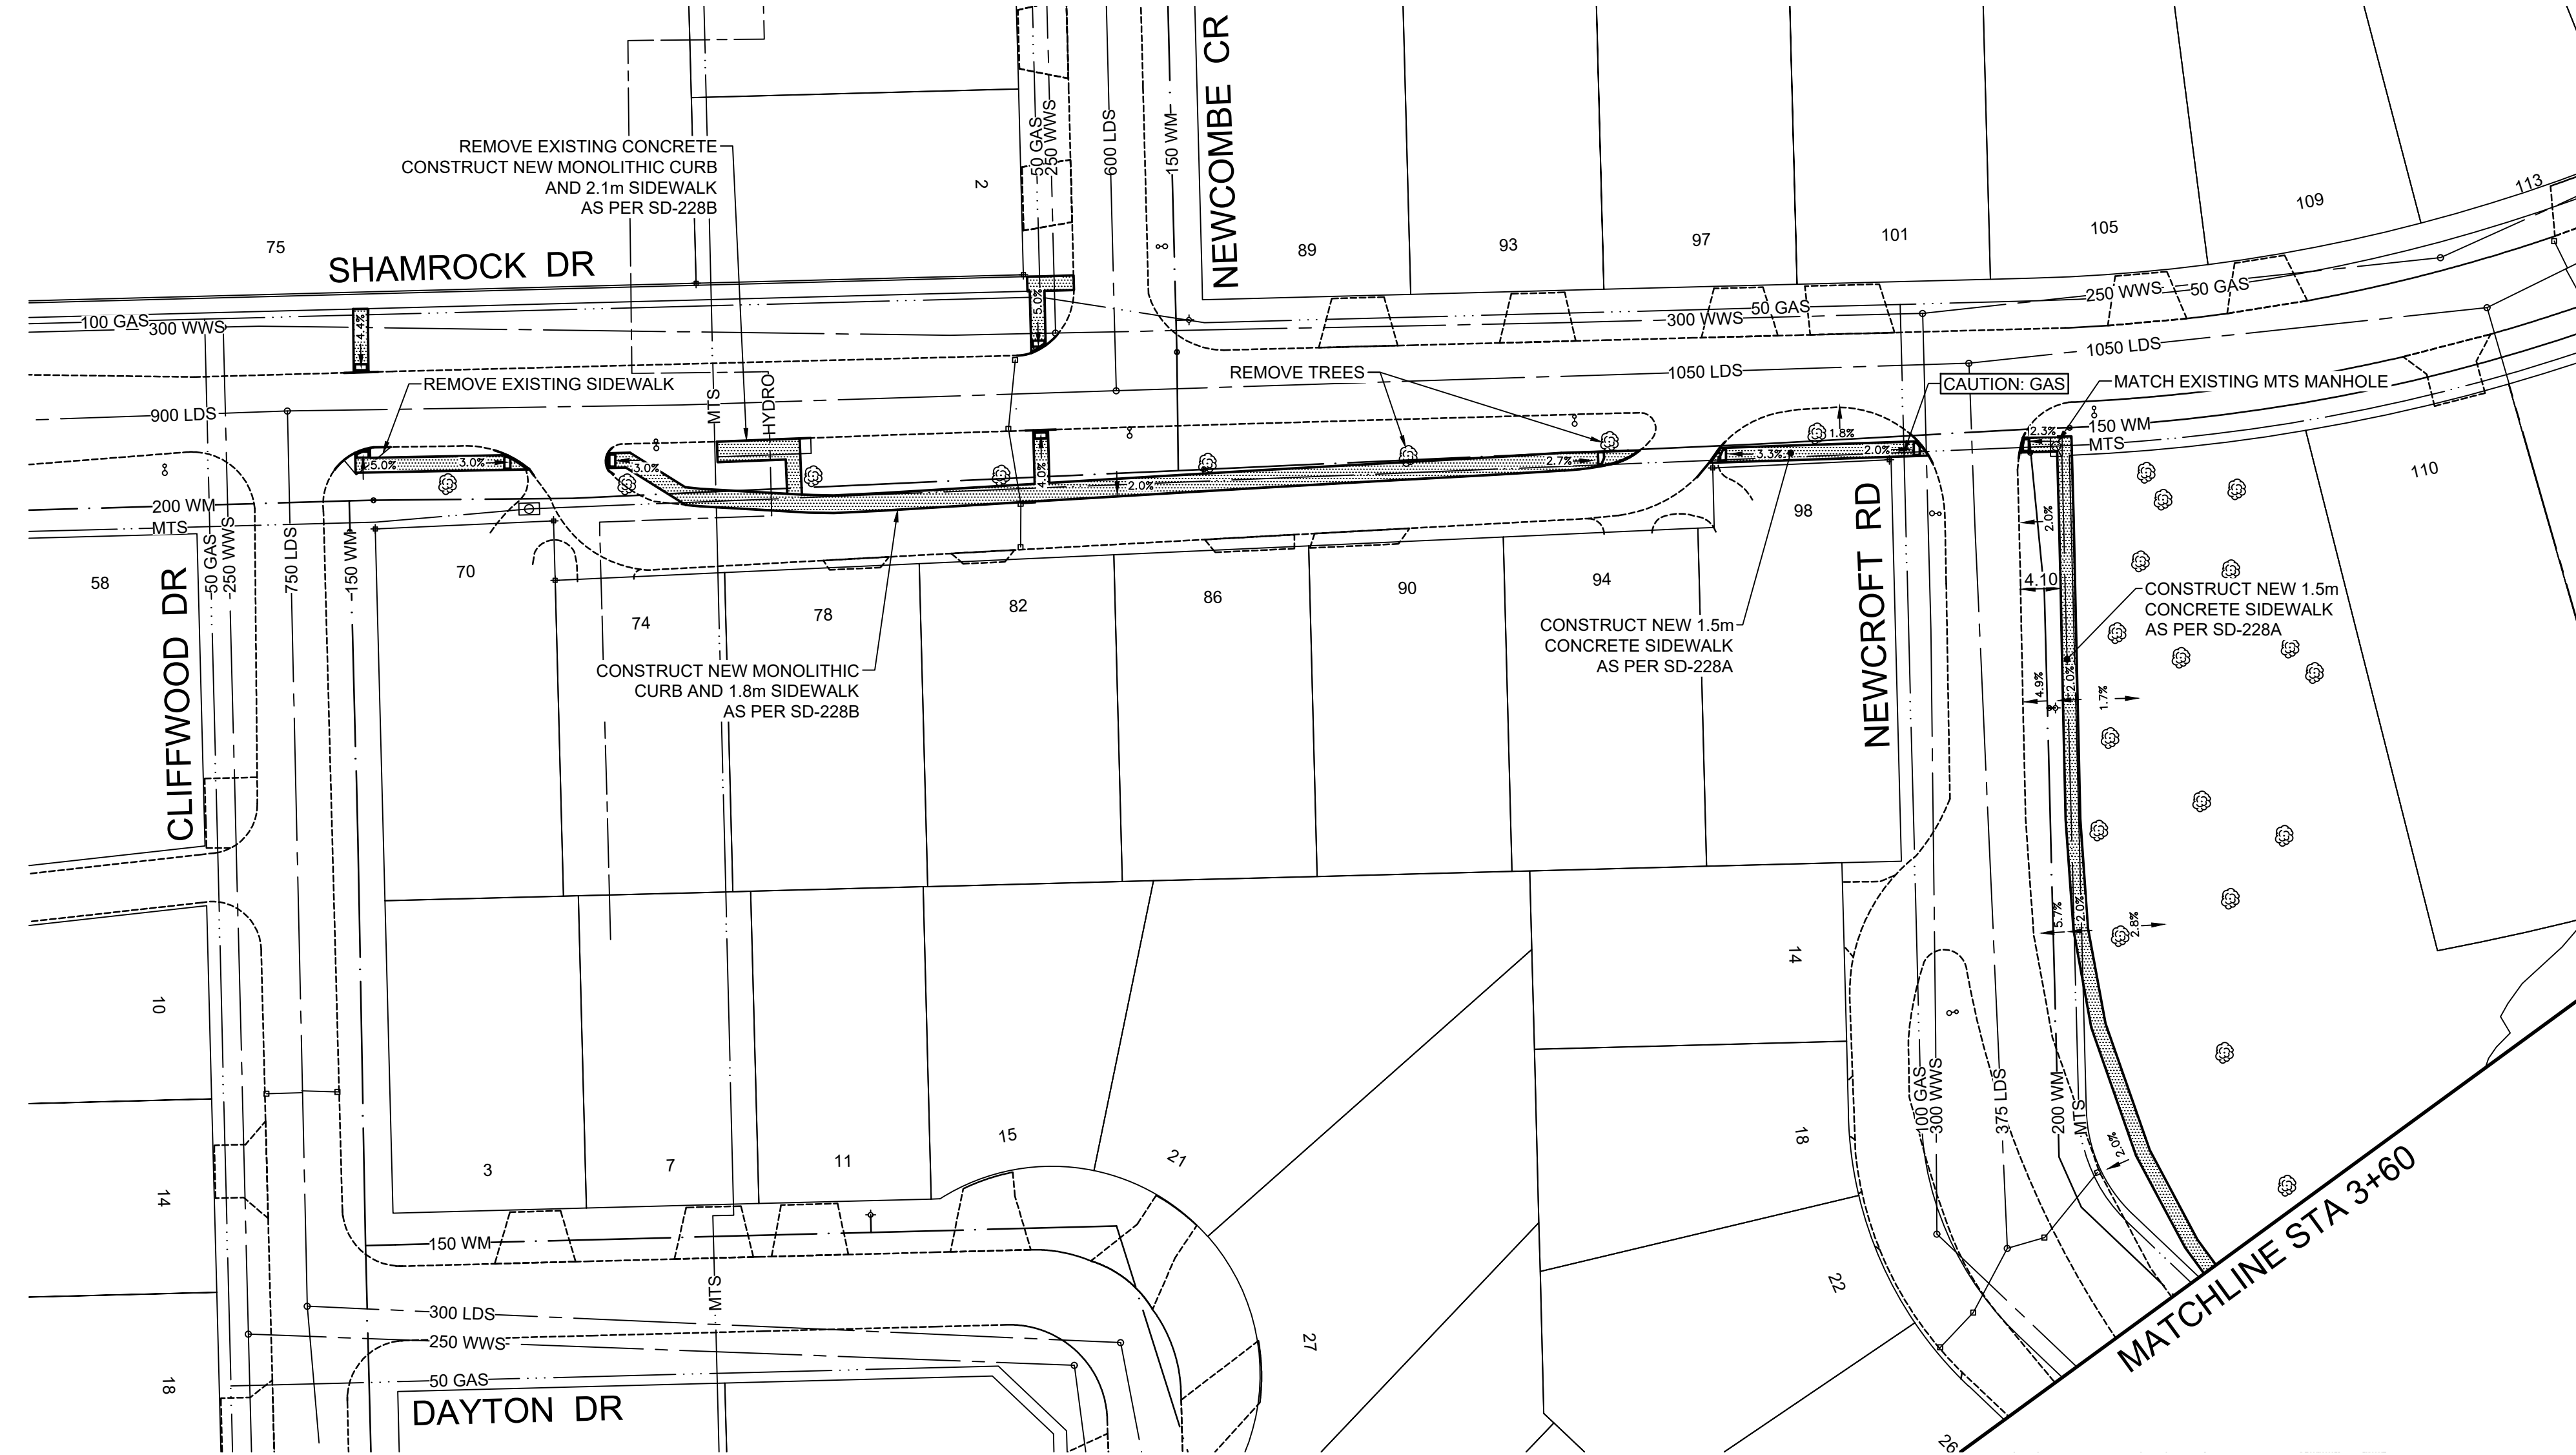 NEWCOMBE CR
50 GAS
250 WWS
600 LDS
150 WM
REMOVE EXISTING CONCRETE
CONSTRUCT NEW MONOLITHIC CURB
AND 2.1m SIDEWALK
AS PER SD-228B
2
75
SHAMROCK DR
89
93
97
101
105
109
113
100 GAS
300 WWS
4.4%
5.0%
50 GAS
300 WWS
250 WWS
50 GAS
1050 LDS
REMOVE EXISTING SIDEWALK
MTS
HYDRO
REMOVE TREES
1050 LDS
CAUTION: GAS
MATCH EXISTING MTS MANHOLE
900 LDS
150 WM
MTS
5.0%
3.0%
3.0%
4.0%
2.0%
2.7%
3.3%
1.8%
2.0%
2.3%
200 WM
MTS
58
CLIFFWOOD DR
50 GAS
250 WWS
750 LDS
150 WM
70
74
78
82
86
90
94
98
NEWCROFT RD
110
2.0%
4.10
CONSTRUCT NEW 1.5m
CONCRETE SIDEWALK
AS PER SD-228A
CONSTRUCT NEW 1.5m
CONCRETE SIDEWALK
AS PER SD-228A
CONSTRUCT NEW MONOLITHIC
CURB AND 1.8m SIDEWALK
AS PER SD-228B
4.9%
2.0%
1.7%
5.7%
2.0%
2.8%
10
14
18
3
7
11
15
21
27
14
18
22
26
100 GAS
300 WWS
375 LDS
200 WM
MTS
2.0%
150 WM
MTS
300 LDS
250 WWS
50 GAS
DAYTON DR
MATCHLINE STA 3+60